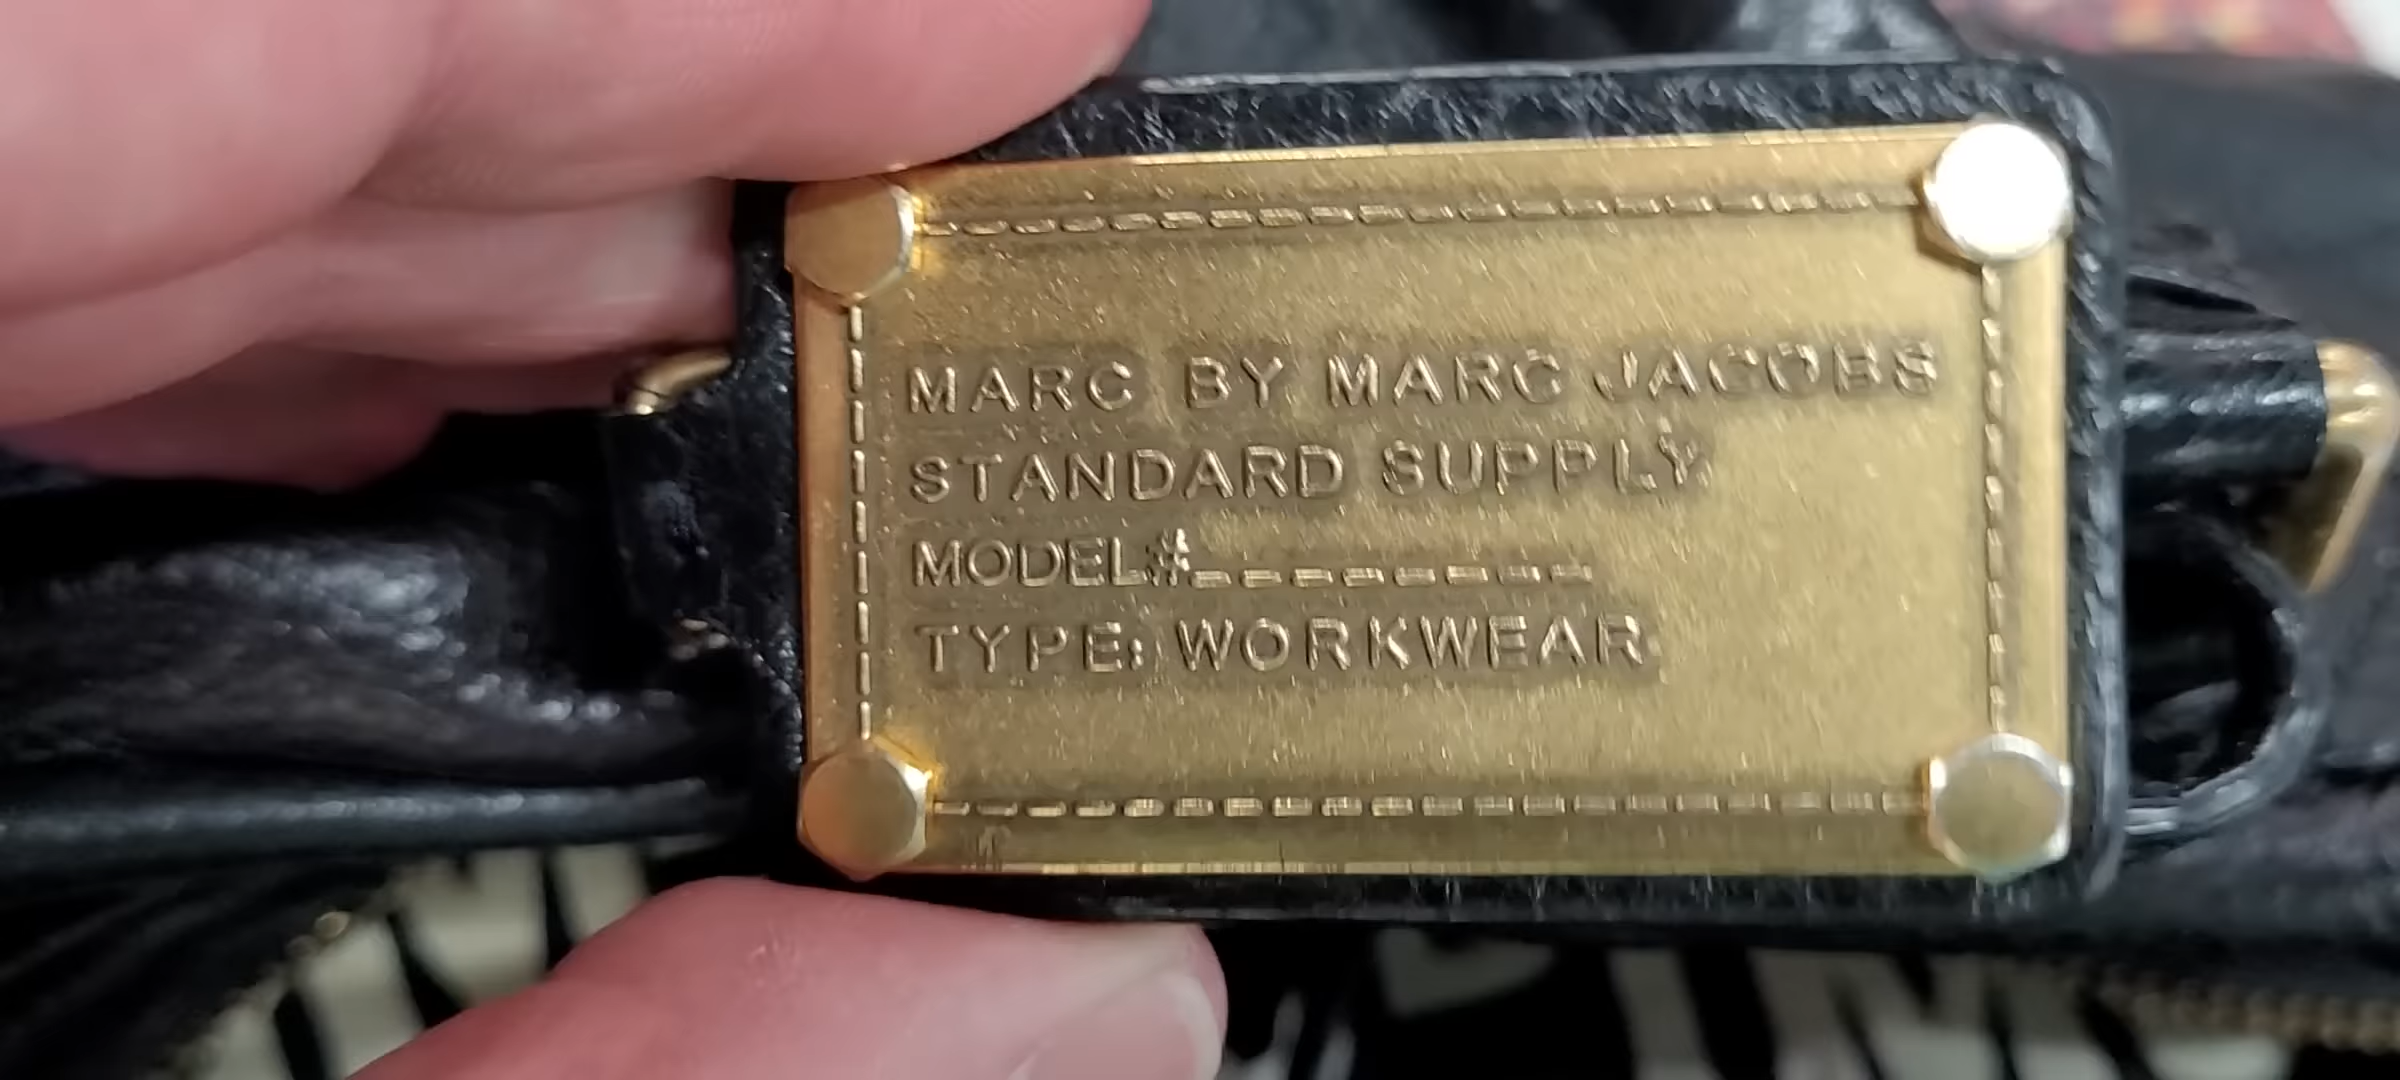 MARC BY MARC JACOBS
STANDARD SUPPLY
MODEL#_ _ _ _ _ _ _ _
TYPE: WORKWEAR